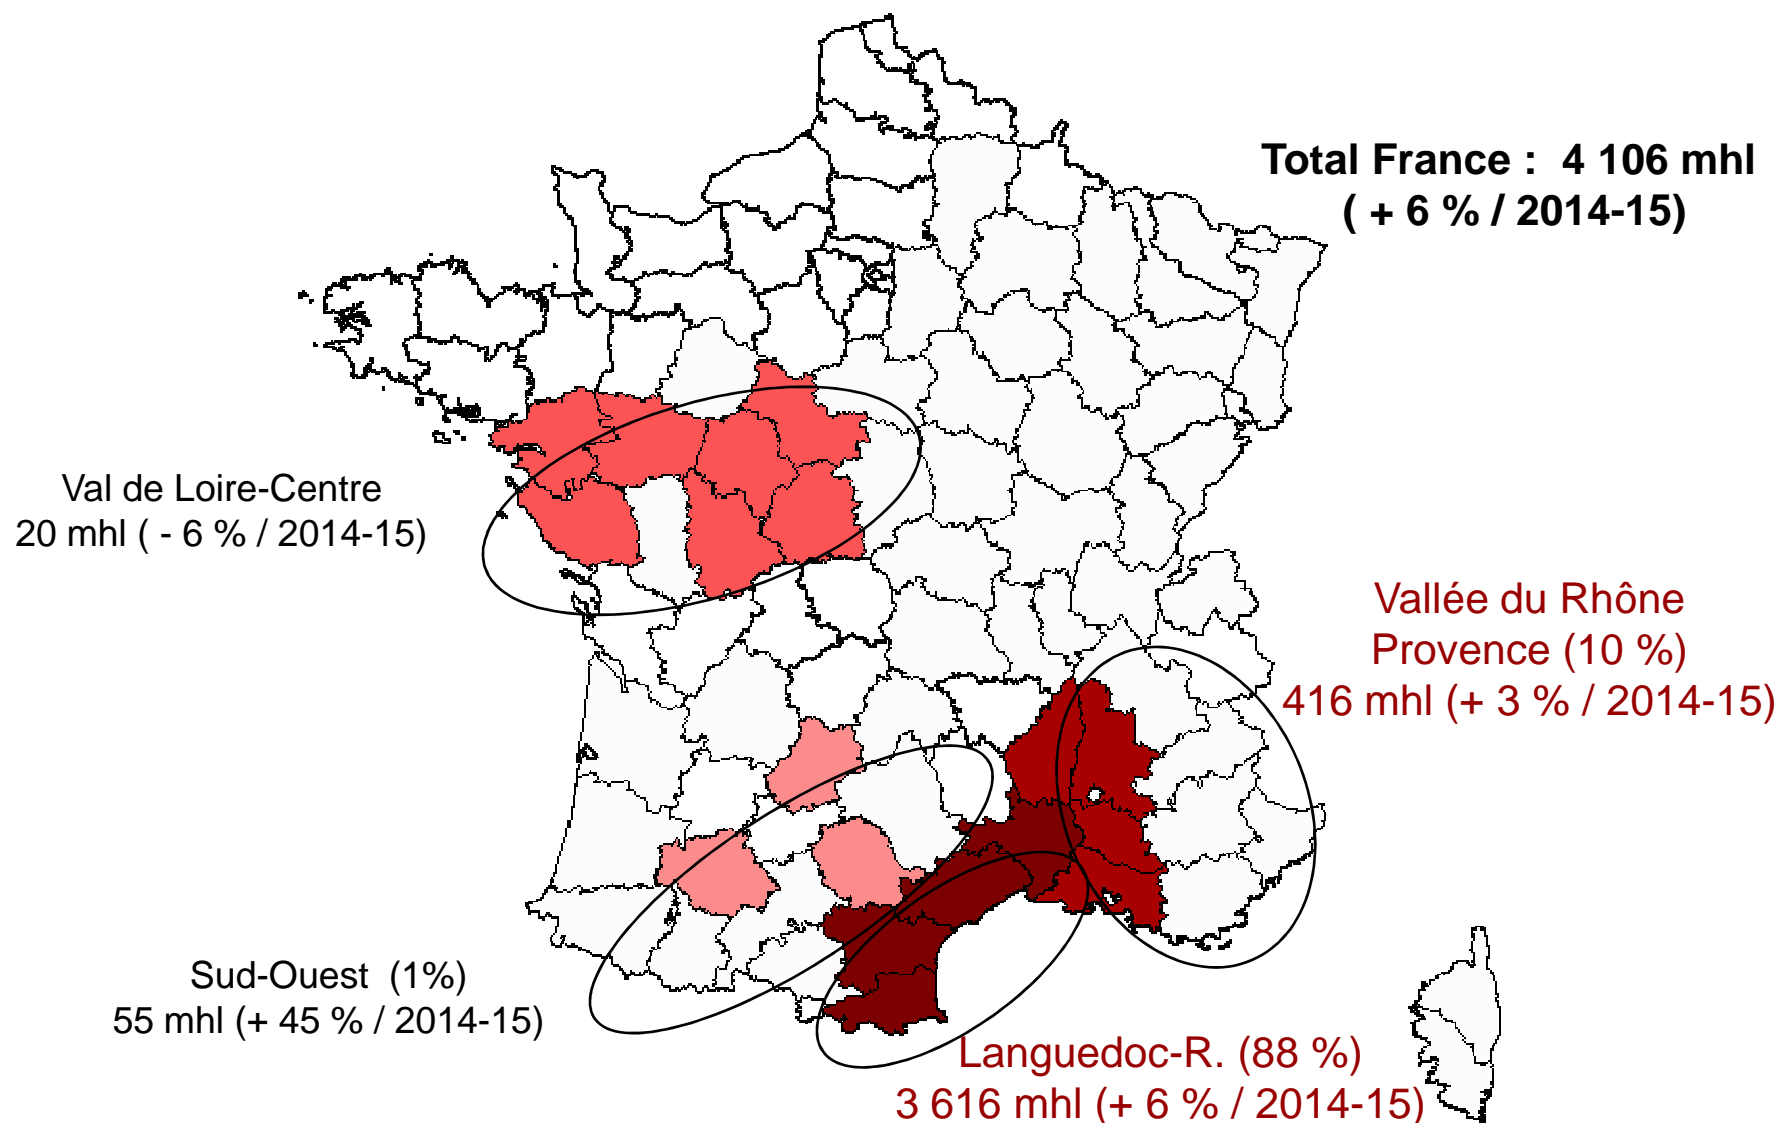 Total France : 4 106 mhl
( + 6 % / 2014-15)
Val de Loire-Centre
20 mhl ( - 6 % / 2014-15)
Vallée du Rhône
Provence (10 %)
416 mhl (+ 3 % / 2014-15)
Sud-Ouest (1%)
55 mhl (+ 45 % / 2014-15)
Languedoc-R. (88 %)
3 616 mhl (+ 6 % / 2014-15)